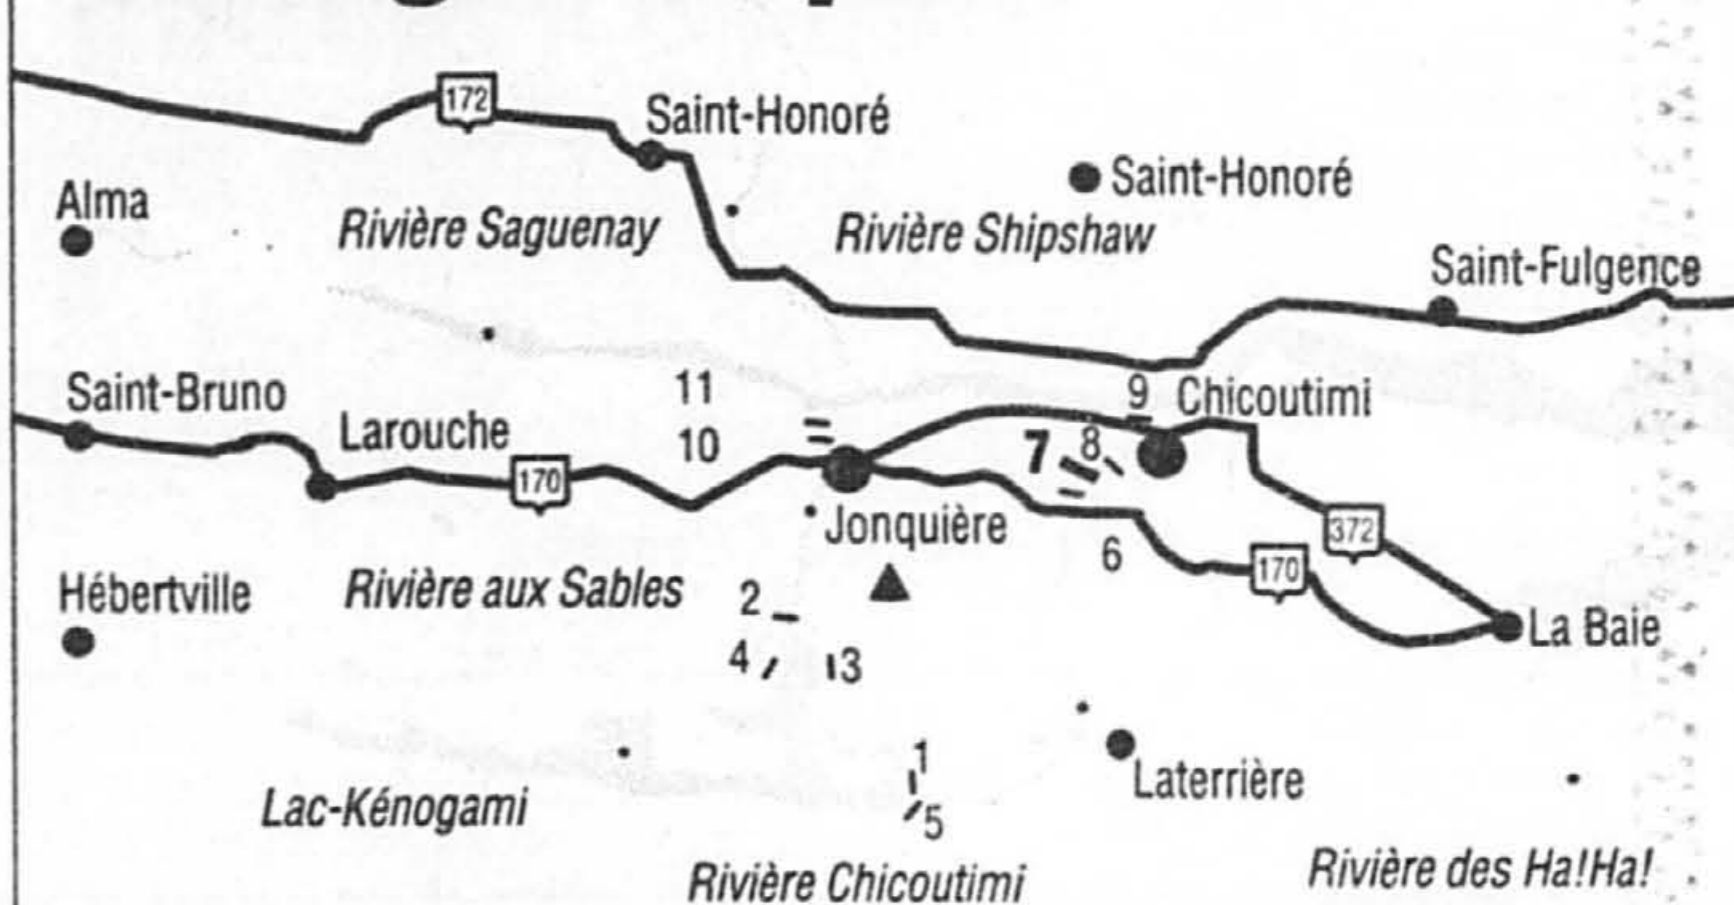 172
Saint-Honoré
Saint-Honoré
Alma
Rivière Saguenay
Rivière Shipshaw
Saint-Fulgence
Saint-Bruno
11
9
Chicoutimi
Larouche
10
7
8
170
Jonquière
372
6
170
Hébertville
Rivière aux Sables
2
La Baie
4
3
1
Laterrière
Lac-Kénogami
5
Rivière Chicoutimi
Rivière des Ha!Ha!